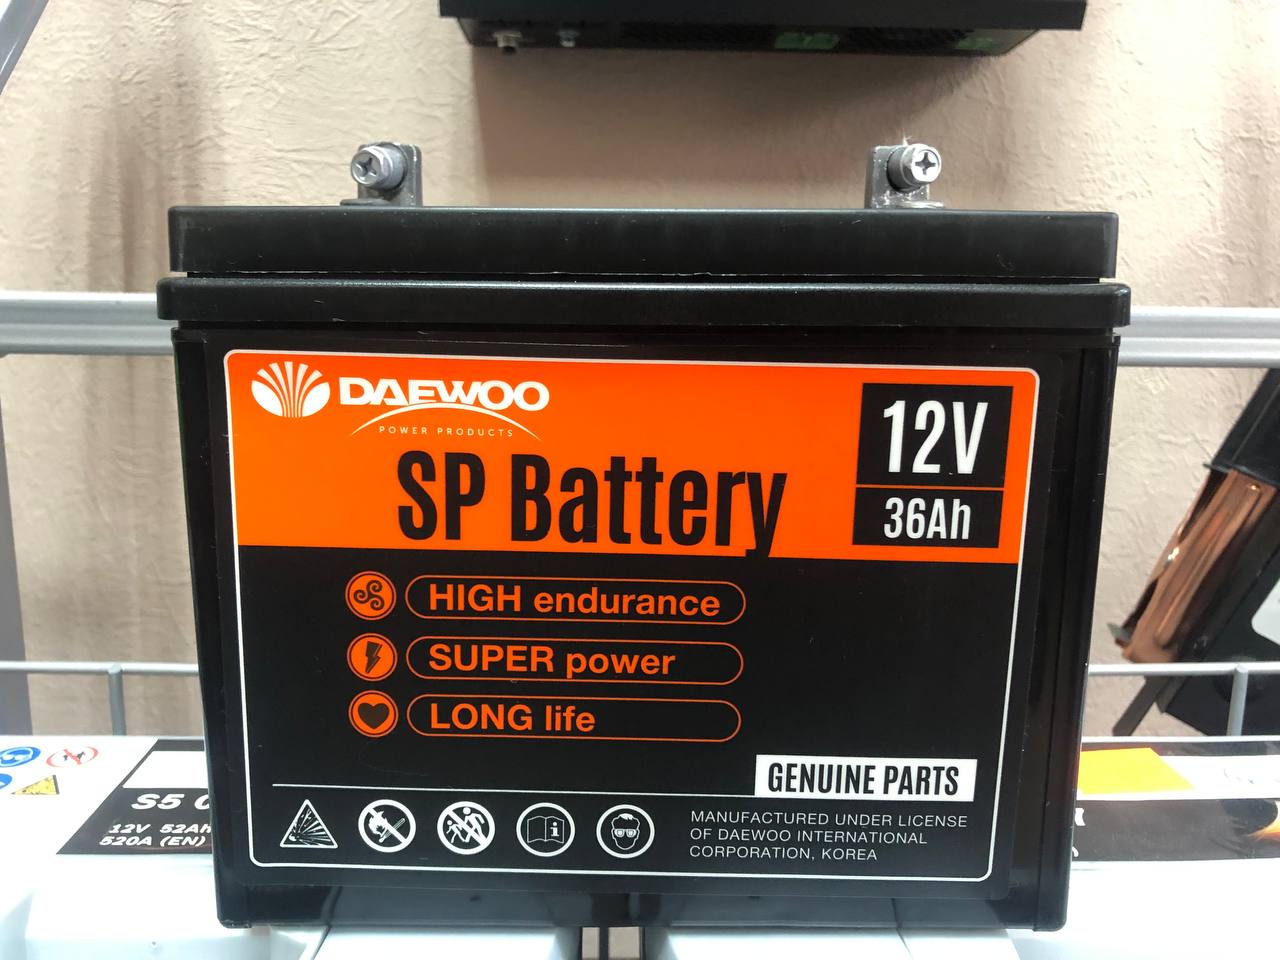 DAEWOO
POWER PRODUCTS
SP Battery
12V
36Ah
HIGH endurance
SUPER power
LONG life
GENUINE PARTS
MANUFACTURED UNDER LICENSE
OF DAEWOO INTERNATIONAL
CORPORATION, KOREA
S5
12V 52Ah
520A (EN)